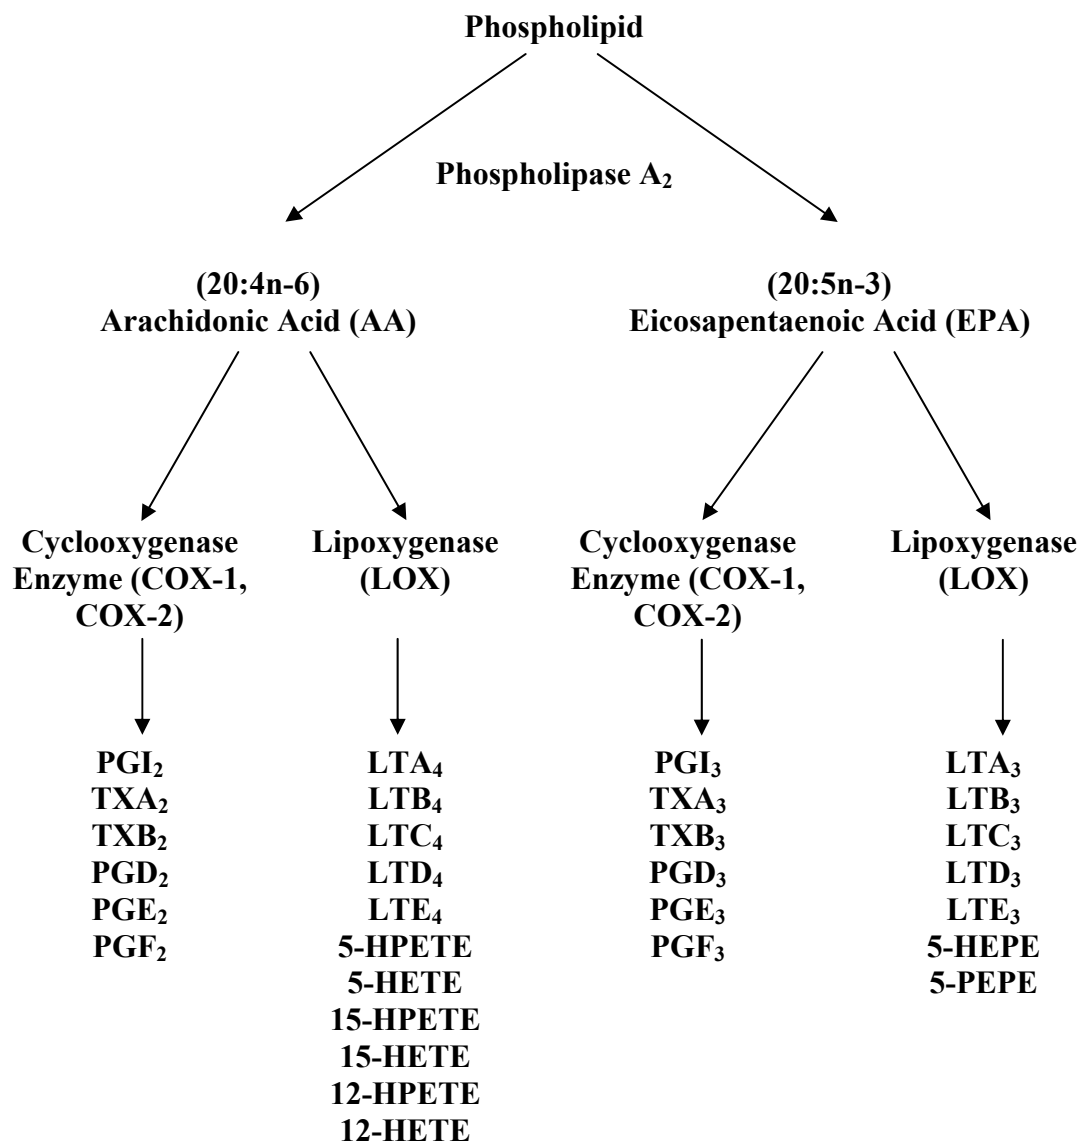 Phospholipid
Phospholipase A₂
(20:4n-6)
Arachidonic Acid (AA)
(20:5n-3)
Eicosapentaenoic Acid (EPA)
Cyclooxygenase
Enzyme (COX-1,
COX-2)
Lipoxygenase
(LOX)
Cyclooxygenase
Enzyme (COX-1,
COX-2)
Lipoxygenase
(LOX)
PGI₂
TXA₂
TXB₂
PGD₂
PGE₂
PGF₂
LTA₄
LTB₄
LTC₄
LTD₄
LTE₄
5-HPETE
5-HETE
15-HPETE
15-HETE
12-HPETE
12-HETE
PGI₃
TXA₃
TXB₃
PGD₃
PGE₃
PGF₃
LTA₃
LTB₃
LTC₃
LTD₃
LTE₃
5-HEPE
5-PEPE